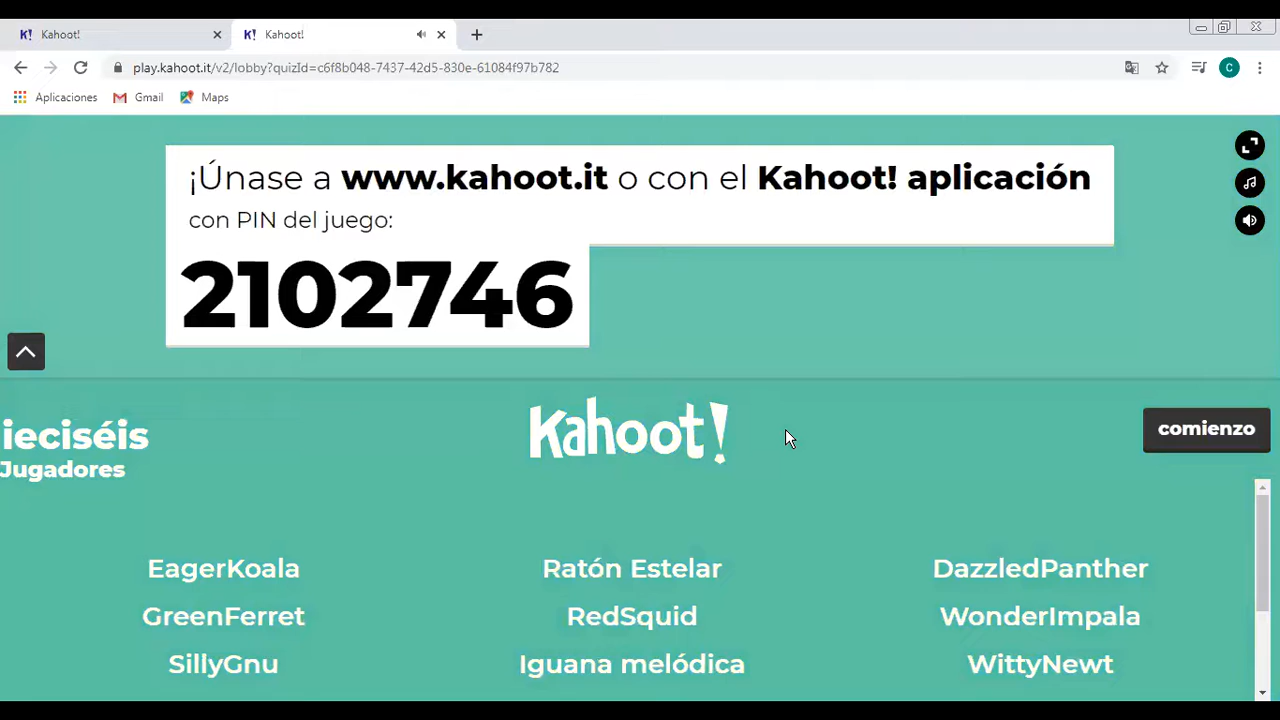 Kahoot!
Kahoot!
play.kahoot.it/v2/lobby?quizId=c6f8b048-7437-42d5-830e-61084f97b782
C
Aplicaciones
Gmail
Maps
¡Únase a www.kahoot.it o con el Kahoot! aplicación
con PIN del juego:
2102746
ieciséis
Jugadores
Kahoot!
comienzo
EagerKoala
Ratón Estelar
DazzledPanther
GreenFerret
RedSquid
WonderImpala
SillyGnu
Iguana melódica
WittyNewt